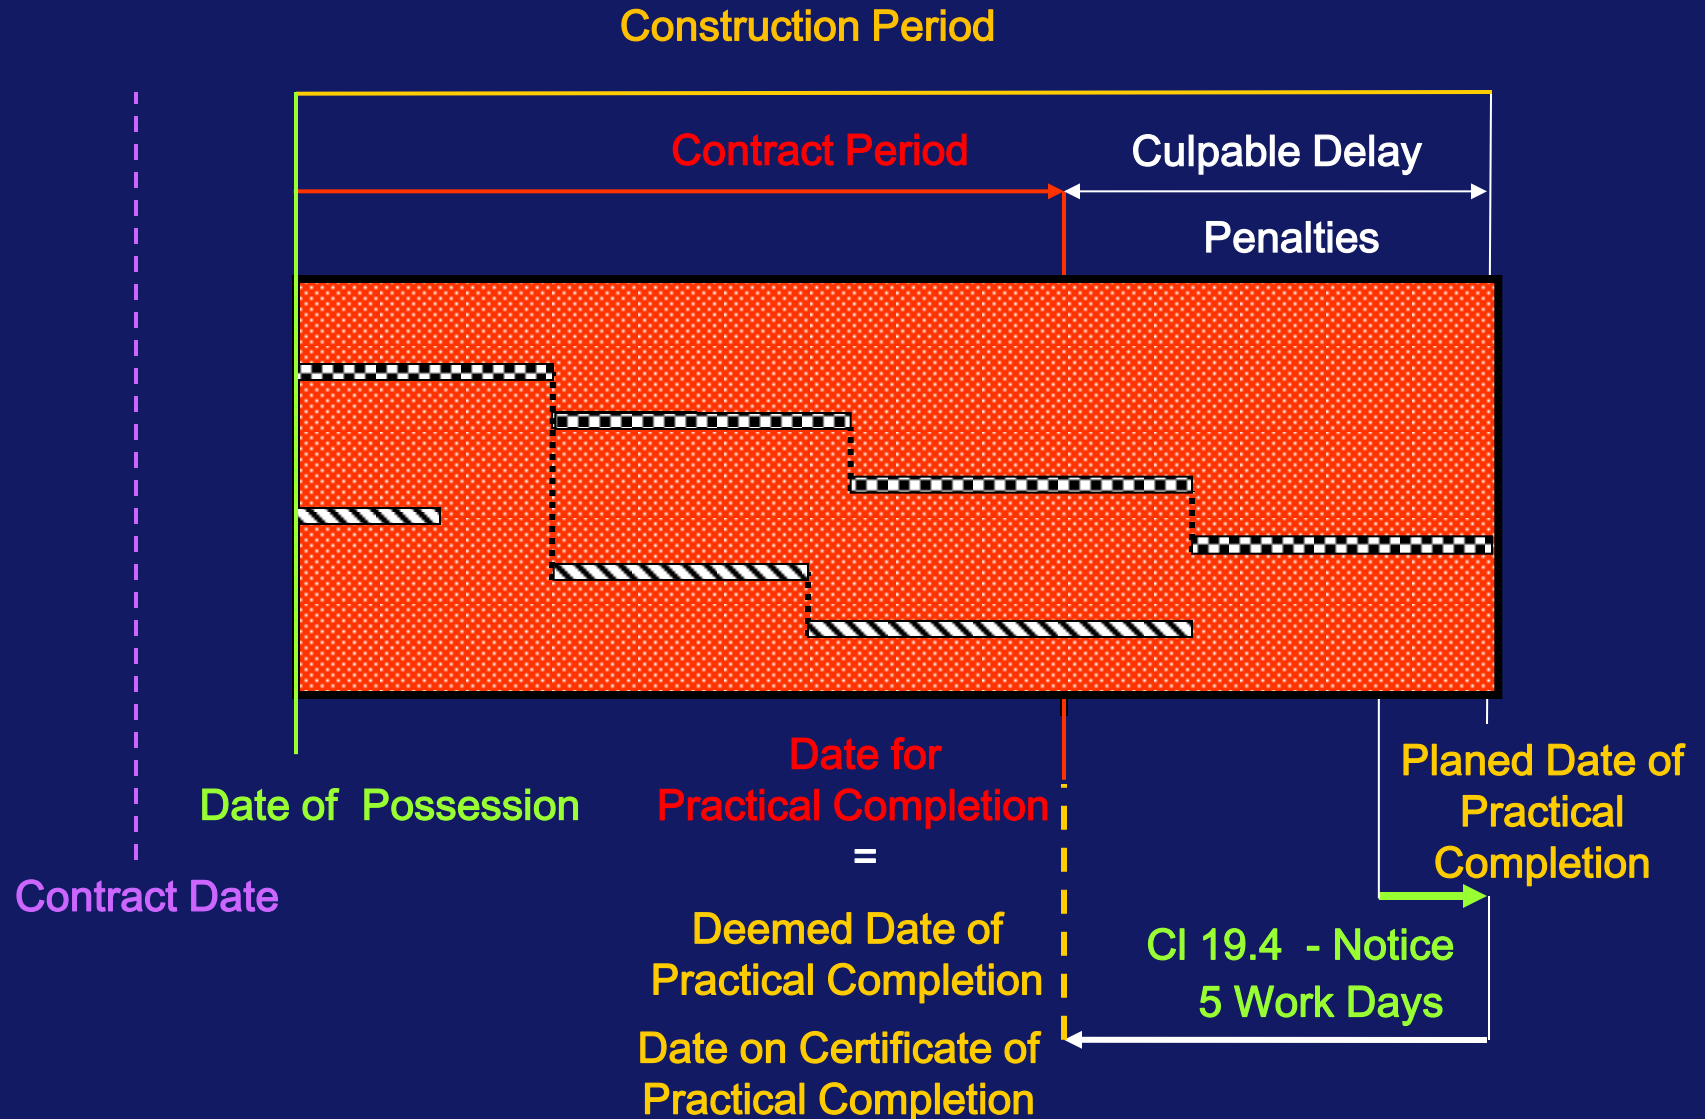 Construction Period
Contract Period
Culpable Delay
Penalties
Date of  Possession
Contract Date
Date for
Practical Completion
=
Deemed Date of
Practical Completion
Date on Certificate of
Practical Completion
Planed Date of
Practical
Completion
Cl 19.4  - Notice
5 Work Days